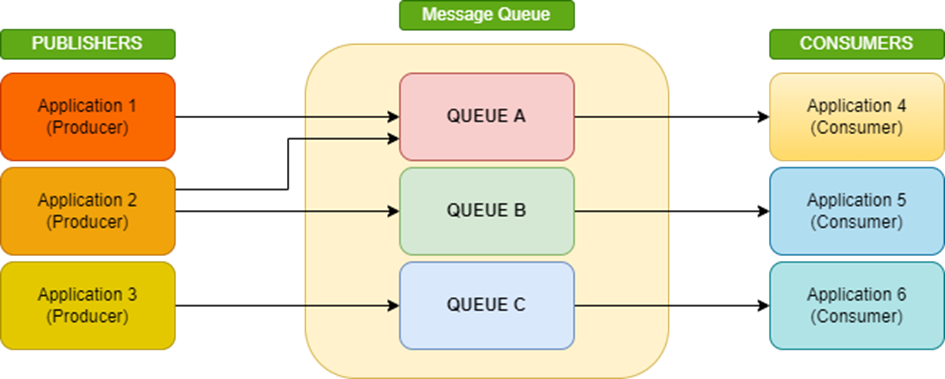 Message Queue
PUBLISHERS
CONSUMERS
Application 1
(Producer)
QUEUE A
Application 4
(Consumer)
Application 2
(Producer)
QUEUE B
Application 5
(Consumer)
Application 3
(Producer)
QUEUE C
Application 6
(Consumer)